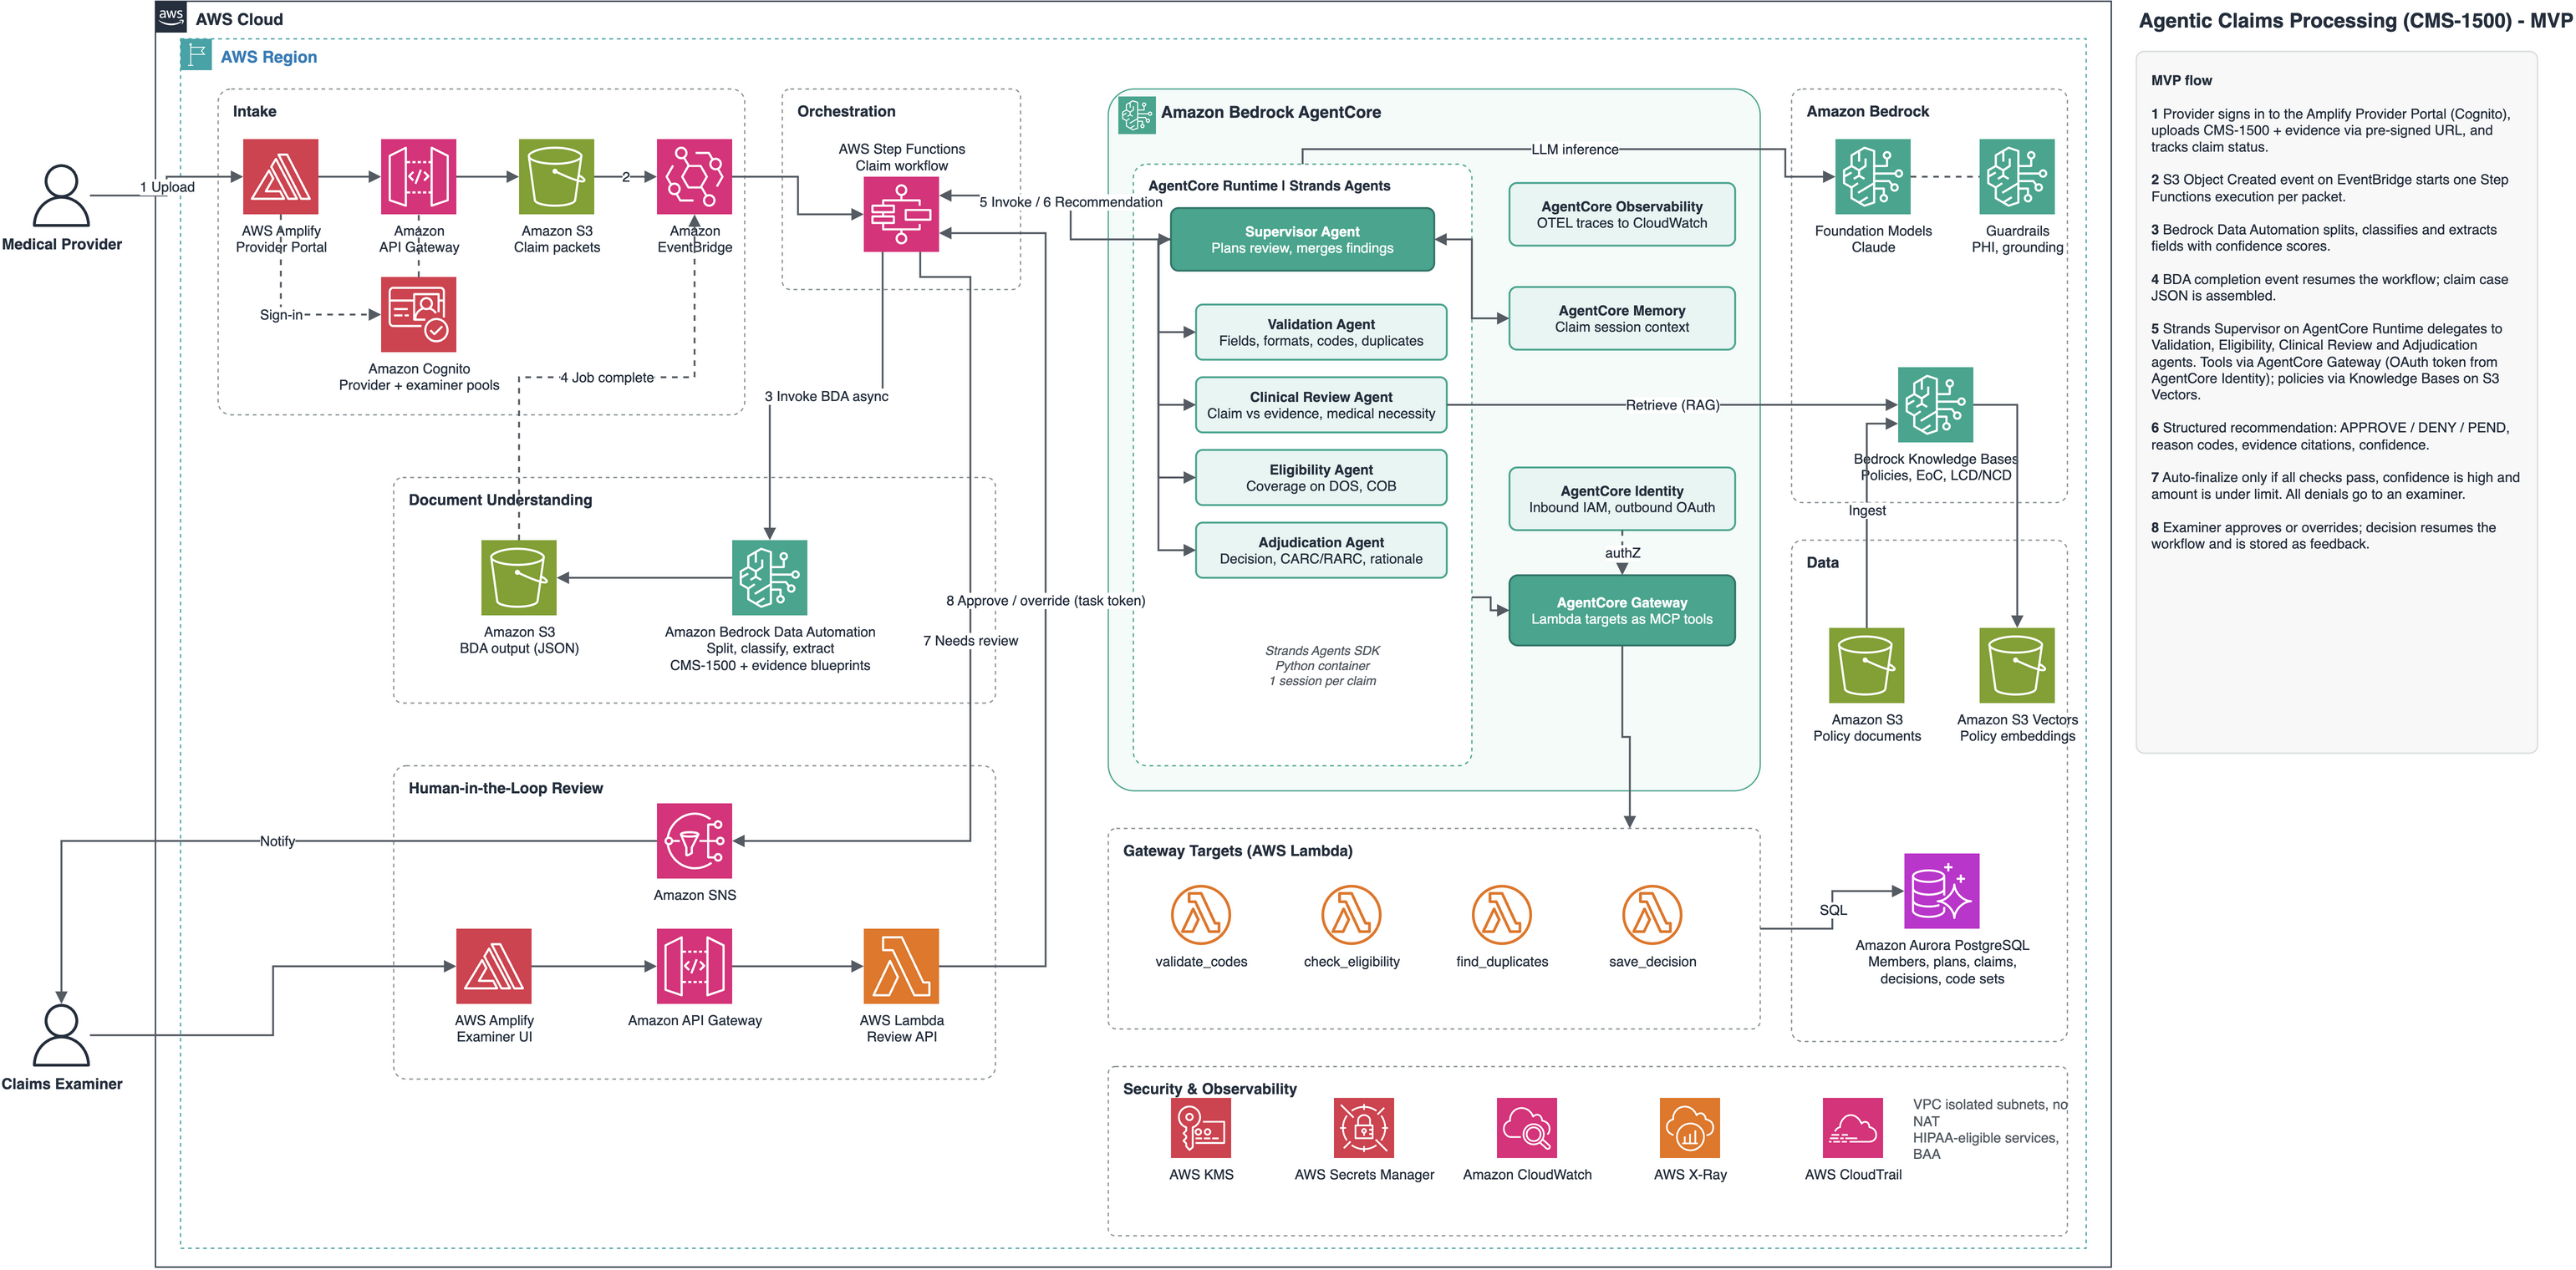 aws
AWS Cloud
Agentic Claims Processing (CMS-1500) - MVP
AWS Region
Intake
AWS Amplify
Provider Portal
Amazon
API Gateway
Amazon S3
Claim packets
2
Amazon
EventBridge
Sign-in
Amazon Cognito
Provider + examiner pools
4 Job complete
1 Upload
Medical Provider
Orchestration
AWS Step Functions
Claim workflow
5 Invoke / 6 Recommendation
3 Invoke BDA async
Document Understanding
Amazon S3
BDA output (JSON)
Amazon Bedrock Data Automation
Split, classify, extract
CMS-1500 + evidence blueprints
8 Approve / override (task token)
7 Needs review
Human-in-the-Loop Review
Notify
Amazon SNS
AWS Amplify
Examiner UI
Amazon API Gateway
AWS Lambda
Review API
Claims Examiner
Amazon Bedrock AgentCore
LLM inference
AgentCore Runtime | Strands Agents
Supervisor Agent
Plans review, merges findings
Validation Agent
Fields, formats, codes, duplicates
Clinical Review Agent
Claim vs evidence, medical necessity
Eligibility Agent
Coverage on DOS, COB
Adjudication Agent
Decision, CARC/RARC, rationale
Strands Agents SDK
Python container
1 session per claim
AgentCore Observability
OTEL traces to CloudWatch
AgentCore Memory
Claim session context
Retrieve (RAG)
AgentCore Identity
Inbound IAM, outbound OAuth
authZ
AgentCore Gateway
Lambda targets as MCP tools
Amazon Bedrock
Foundation Models
Claude
Guardrails
PHI, grounding
Bedrock Knowledge Bases
Policies, EoC, LCD/NCD
Ingest
Data
Amazon S3
Policy documents
Amazon S3 Vectors
Policy embeddings
SQL
Amazon Aurora PostgreSQL
Members, plans, claims,
decisions, code sets
Gateway Targets (AWS Lambda)
validate_codes
check_eligibility
find_duplicates
save_decision
Security & Observability
AWS KMS
AWS Secrets Manager
Amazon CloudWatch
AWS X-Ray
AWS CloudTrail
VPC isolated subnets, no
NAT
HIPAA-eligible services,
BAA
MVP flow
1 Provider signs in to the Amplify Provider Portal (Cognito),
uploads CMS-1500 + evidence via pre-signed URL, and
tracks claim status.
2 S3 Object Created event on EventBridge starts one Step
Functions execution per packet.
3 Bedrock Data Automation splits, classifies and extracts
fields with confidence scores.
4 BDA completion event resumes the workflow; claim case
JSON is assembled.
5 Strands Supervisor on AgentCore Runtime delegates to
Validation, Eligibility, Clinical Review and Adjudication
agents. Tools via AgentCore Gateway (OAuth token from
AgentCore Identity); policies via Knowledge Bases on S3
Vectors.
6 Structured recommendation: APPROVE / DENY / PEND,
reason codes, evidence citations, confidence.
7 Auto-finalize only if all checks pass, confidence is high and
amount is under limit. All denials go to an examiner.
8 Examiner approves or overrides; decision resumes the
workflow and is stored as feedback.